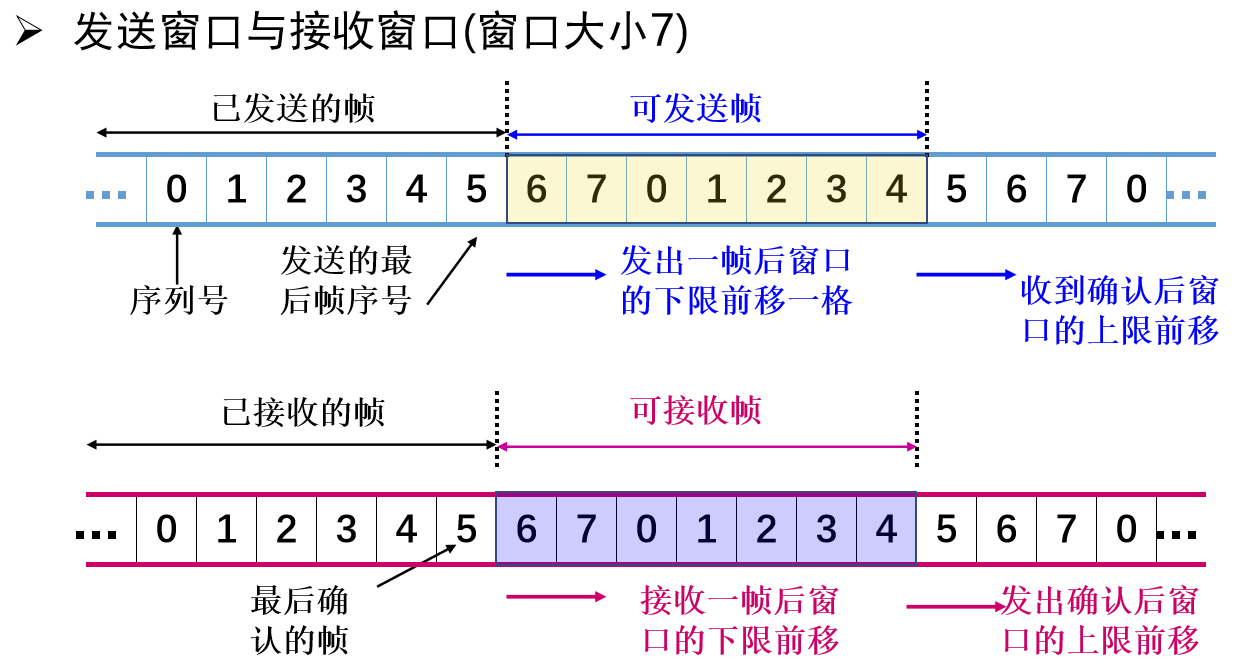 ➢ 发送窗口与接收窗口(窗口大小7)
已发送的帧 可发送帧
... 0 1 2 3 4 5 6 7 0 1 2 3 4 5 6 7 0 ...
序列号
发送的最
后帧序号
发出一帧后窗口
的下限前移一格
收到确认后窗
口的上限前移
已接收的帧 可接收帧
... 0 1 2 3 4 5 6 7 0 1 2 3 4 5 6 7 0 ...
最后确
认的帧
接收一帧后窗
口的下限前移
发出确认后窗
口的上限前移